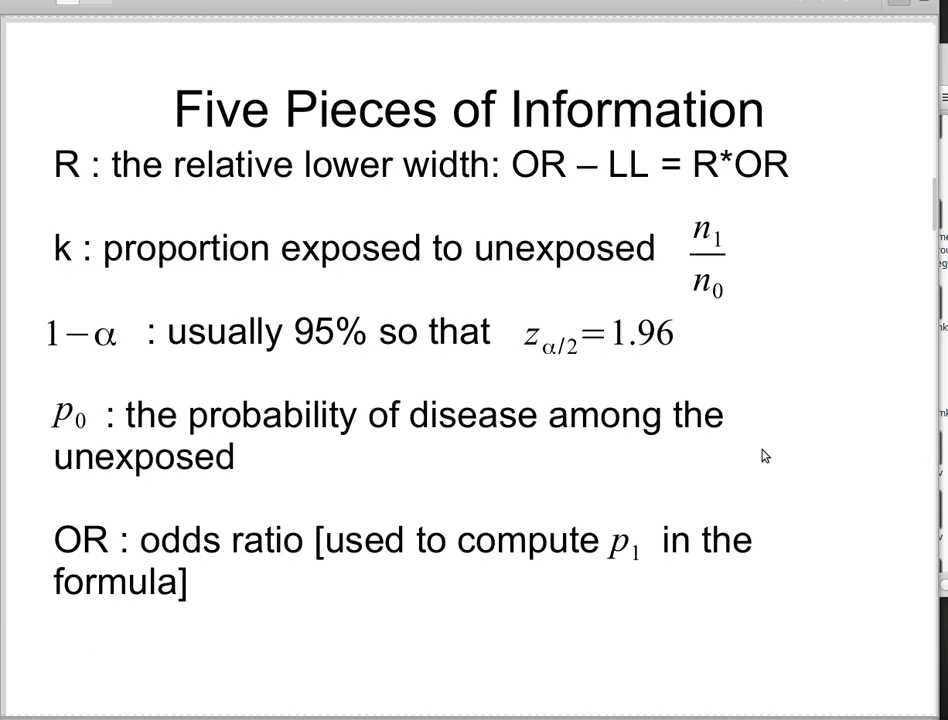 Five Pieces of Information
R : the relative lower width: OR – LL = R*OR
k : proportion exposed to unexposed n₁/n₀
1−α : usually 95% so that z_{α/2}=1.96
p₀ : the probability of disease among the
unexposed
OR : odds ratio [used to compute p₁ in the
formula]